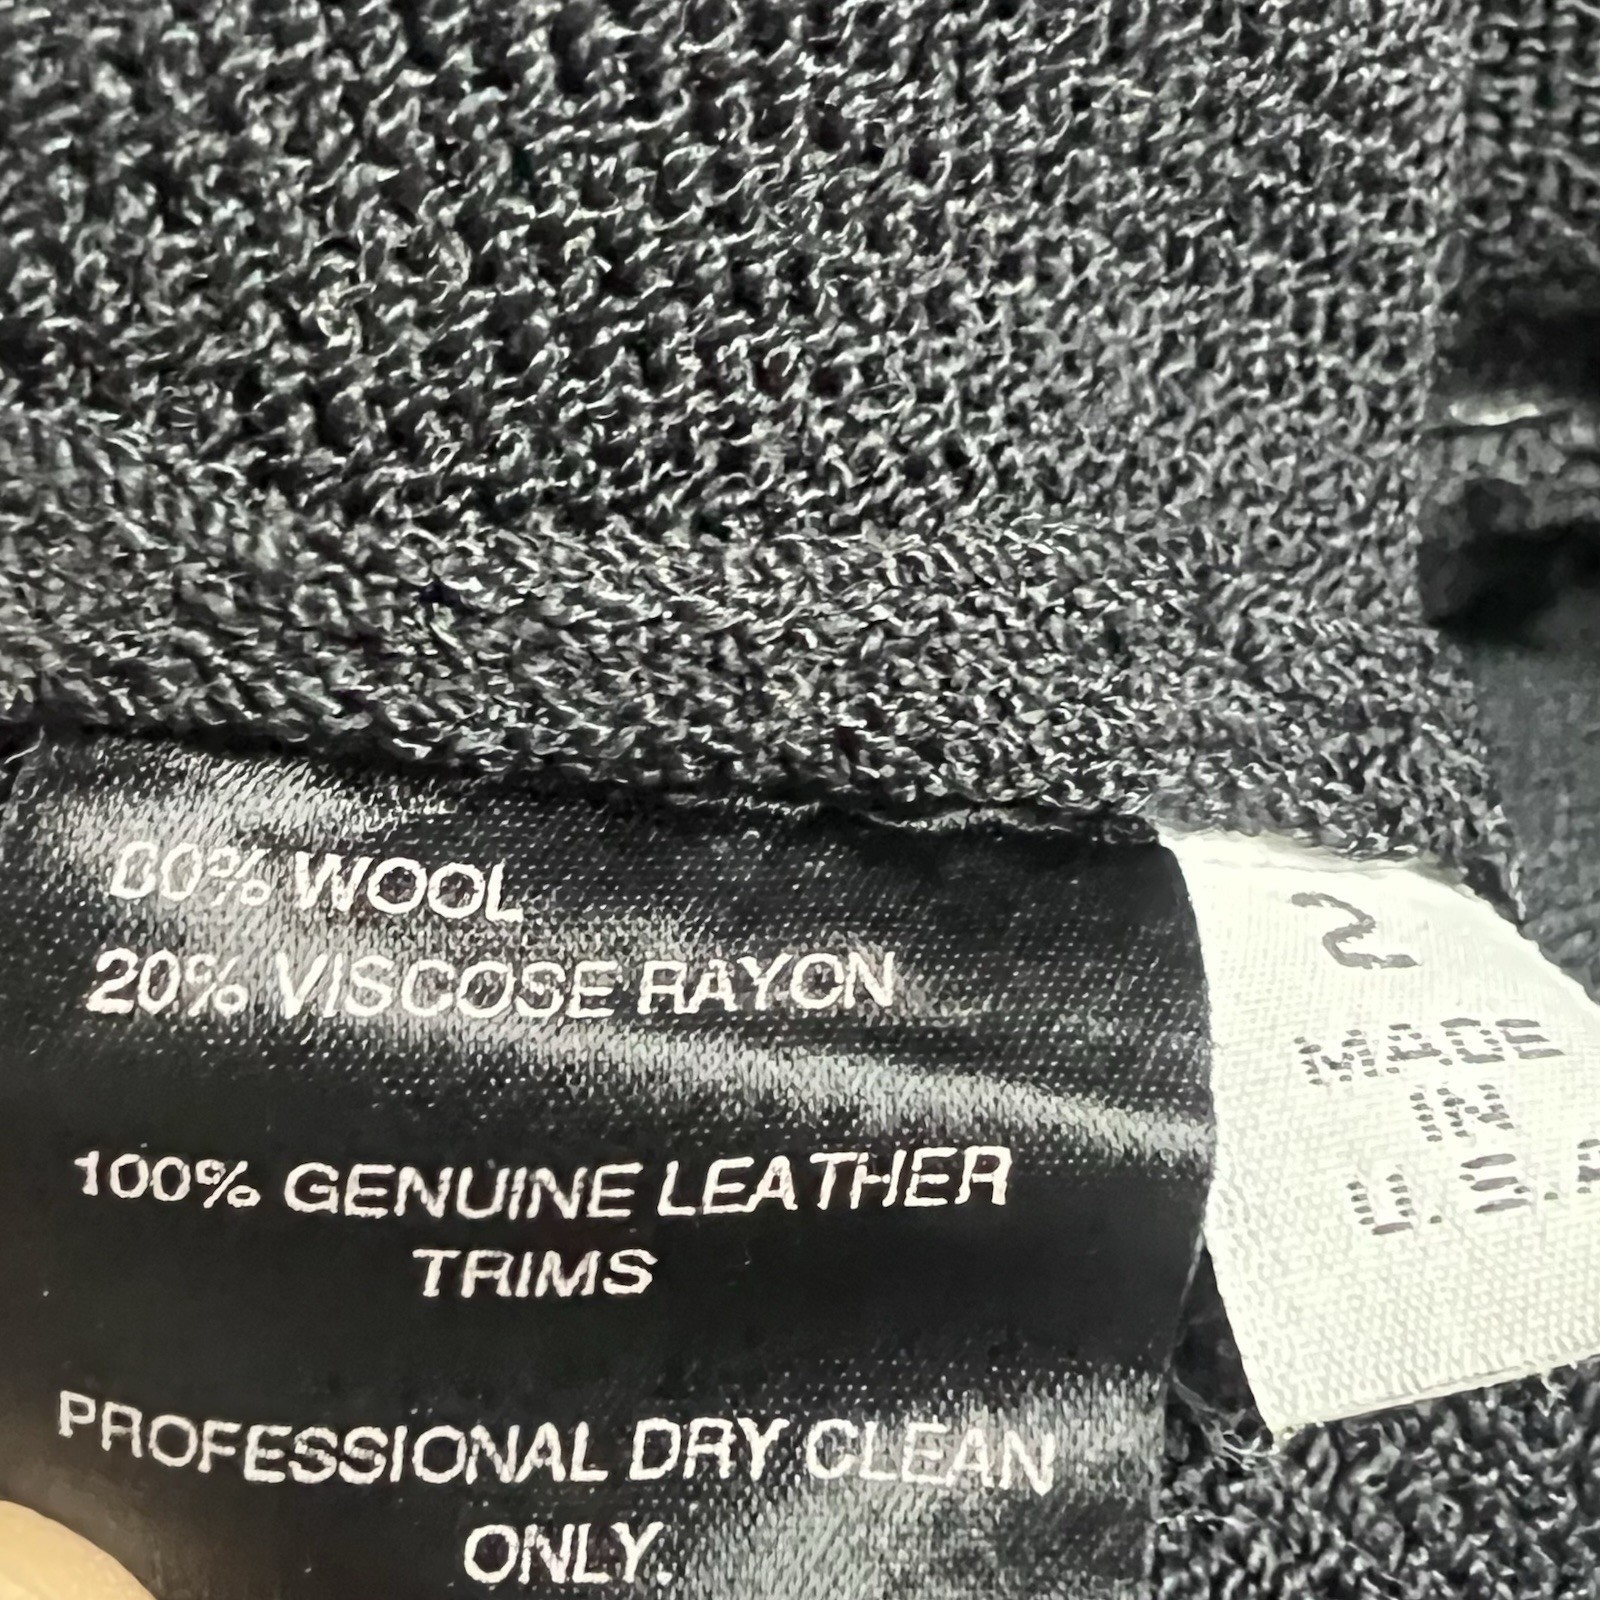 80% WOOL
20% VISCOSE RAYON
100% GENUINE LEATHER
TRIMS
PROFESSIONAL DRY CLEAN
ONLY.
2
MADE
IN